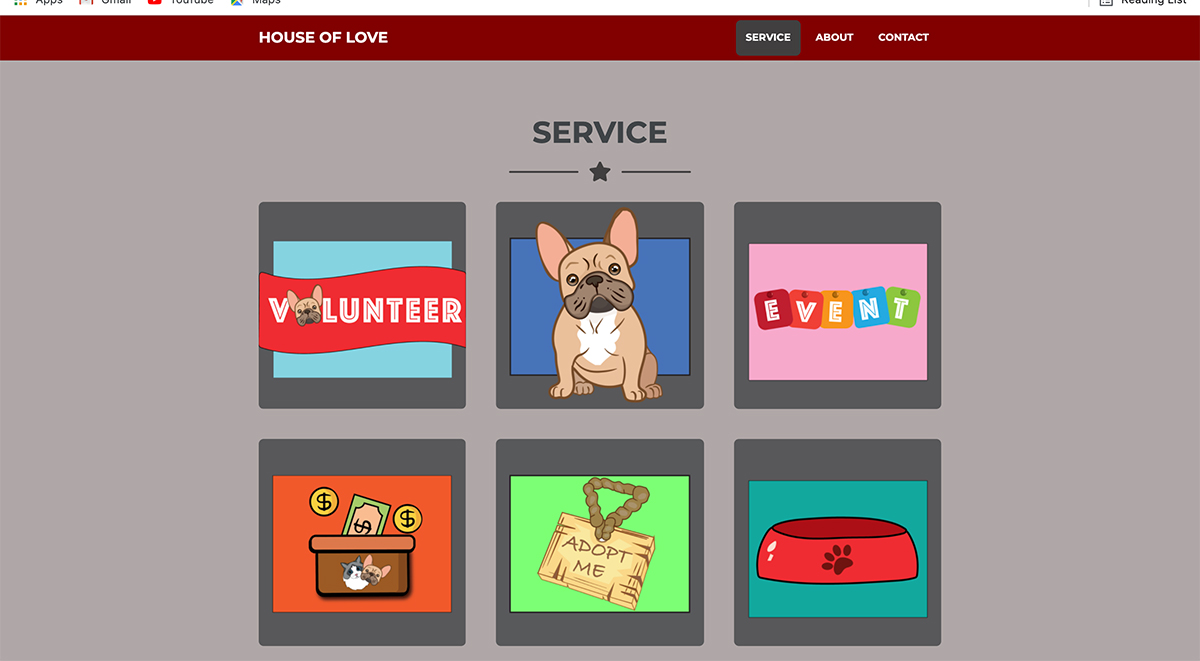 Apps Gmail YouTube Maps Reading List
HOUSE OF LOVE SERVICE ABOUT CONTACT
SERVICE
VOLUNTEER
EVENT
$ $ $
ADOPT
ME